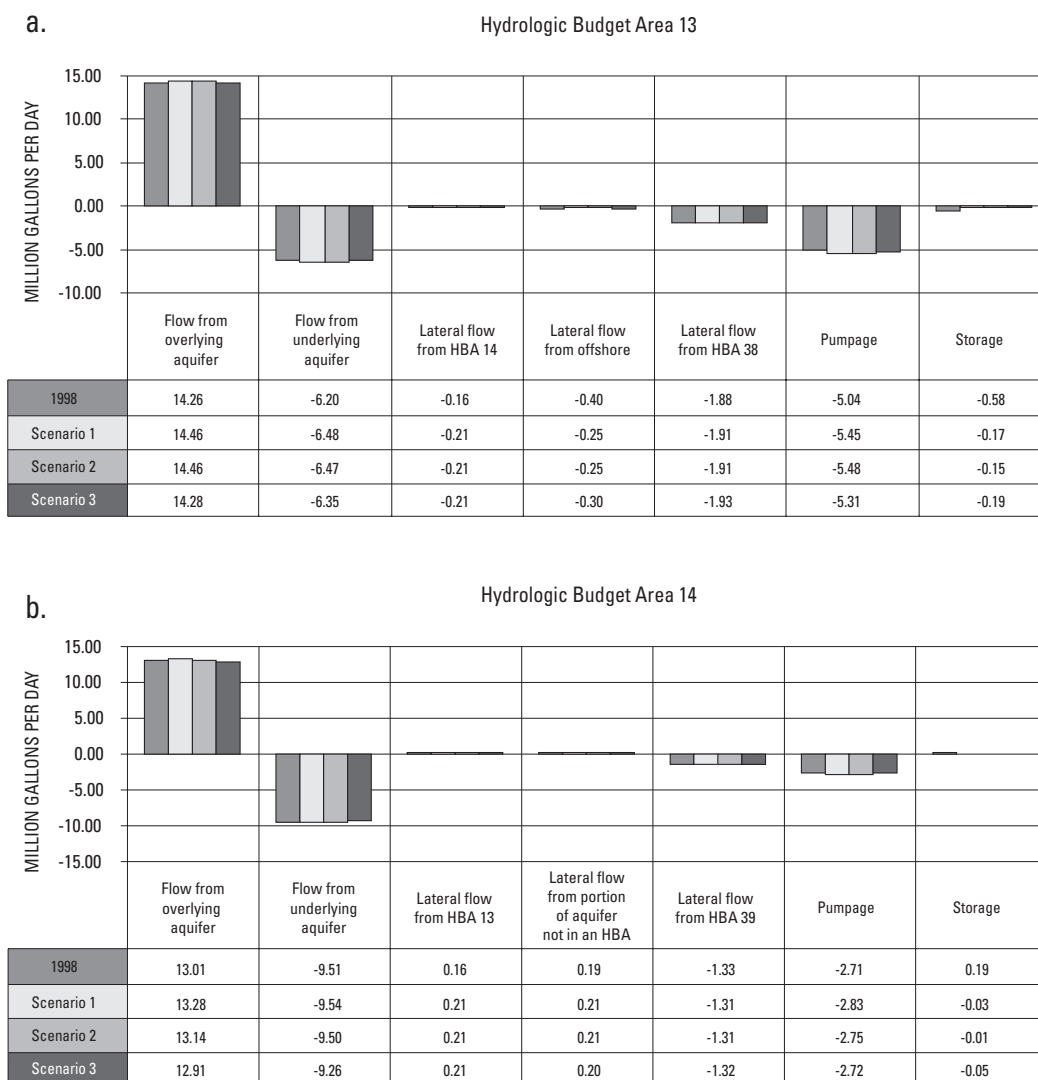 a.
Hydrologic Budget Area 13
MILLION GALLONS PER DAY
15.00
10.00
5.00
0.00
-5.00
-10.00
Flow from
overlying
aquifer
Flow from
underlying
aquifer
Lateral flow
from HBA 14
Lateral flow
from offshore
Lateral flow
from HBA 38
Pumpage
Storage
1998 14.26 -6.20 -0.16 -0.40 -1.88 -5.04 -0.58
Scenario 1 14.46 -6.48 -0.21 -0.25 -1.91 -5.45 -0.17
Scenario 2 14.46 -6.47 -0.21 -0.25 -1.91 -5.48 -0.15
Scenario 3 14.28 -6.35 -0.21 -0.30 -1.93 -5.31 -0.19
b.
Hydrologic Budget Area 14
MILLION GALLONS PER DAY
15.00
10.00
5.00
0.00
-5.00
-10.00
-15.00
Flow from
overlying
aquifer
Flow from
underlying
aquifer
Lateral flow
from HBA 13
Lateral flow
from portion
of aquifer
not in an HBA
Lateral flow
from HBA 39
Pumpage
Storage
1998 13.01 -9.51 0.16 0.19 -1.33 -2.71 0.19
Scenario 1 13.28 -9.54 0.21 0.21 -1.31 -2.83 -0.03
Scenario 2 13.14 -9.50 0.21 0.21 -1.31 -2.75 -0.01
Scenario 3 12.91 -9.26 0.21 0.20 -1.32 -2.72 -0.05